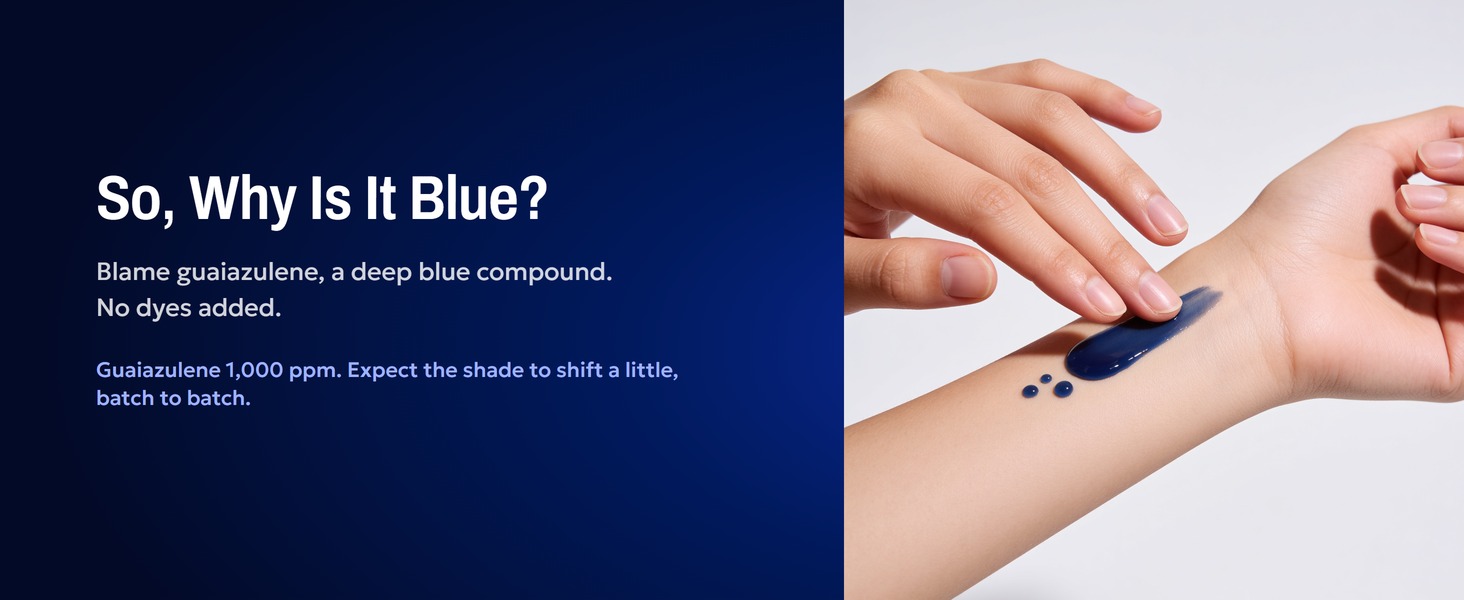 So, Why Is It Blue?
Blame guaiazulene, a deep blue compound.
No dyes added.
Guaiazulene 1,000 ppm. Expect the shade to shift a little,
batch to batch.